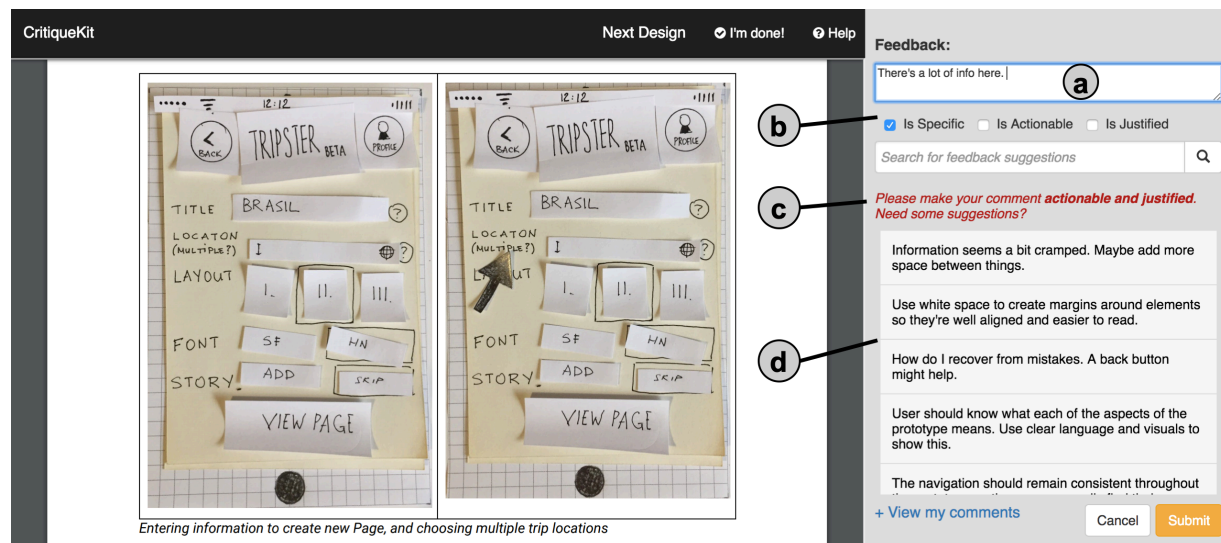 CritiqueKit
Next Design
I'm done!
? Help
12:12
BACK
TRIPSTER BETA
PROFILE
TITLE BRASIL ?
LOCATON
(MULTIPLE?) I ?
LAYOUT I. II. III.
FONT SF HN
STORY. ADD SKIP
VIEW PAGE
12:12
BACK
TRIPSTER BETA
PROFILE
TITLE BRASIL ?
LOCATON
(MULTIPLE?) I ?
LAYOUT I. II. III.
FONT SF HN
STORY. ADD SKIP
VIEW PAGE
Entering information to create new Page, and choosing multiple trip locations
Feedback:
There's a lot of info here.
a
b
Is Specific Is Actionable Is Justified
Search for feedback suggestions
c
Please make your comment actionable and justified.
Need some suggestions?
Information seems a bit cramped. Maybe add more
space between things.
Use white space to create margins around elements
so they're well aligned and easier to read.
d
How do I recover from mistakes. A back button
might help.
User should know what each of the aspects of the
prototype means. Use clear language and visuals to
show this.
The navigation should remain consistent throughout
+ View my comments
Cancel
Submit